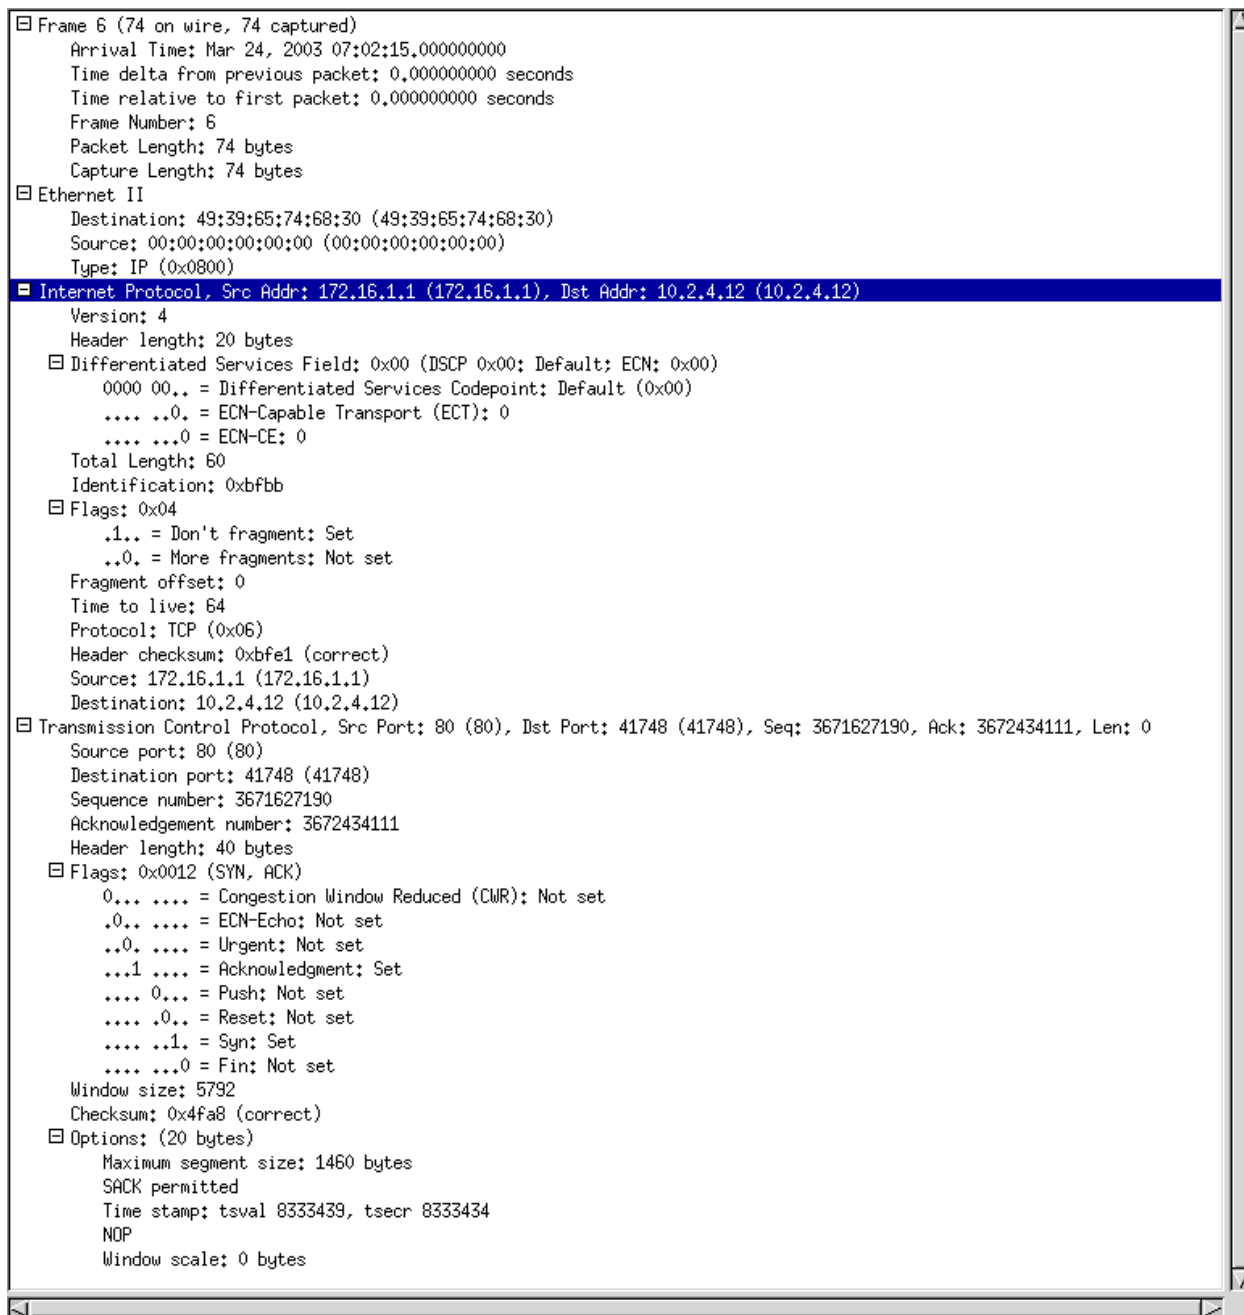 Frame 6 (74 on wire, 74 captured)
Arrival Time: Mar 24, 2003 07:02:15.000000000
Time delta from previous packet: 0.000000000 seconds
Time relative to first packet: 0.000000000 seconds
Frame Number: 6
Packet Length: 74 bytes
Capture Length: 74 bytes
Ethernet II
Destination: 49:39:65:74:68:30 (49:39:65:74:68:30)
Source: 00:00:00:00:00:00 (00:00:00:00:00:00)
Type: IP (0x0800)
Internet Protocol, Src Addr: 172.16.1.1 (172.16.1.1), Dst Addr: 10.2.4.12 (10.2.4.12)
Version: 4
Header length: 20 bytes
Differentiated Services Field: 0x00 (DSCP 0x00: Default; ECN: 0x00)
0000 00.. = Differentiated Services Codepoint: Default (0x00)
.... ..0. = ECN-Capable Transport (ECT): 0
.... ...0 = ECN-CE: 0
Total Length: 60
Identification: 0xbfbb
Flags: 0x04
.1.. = Don't fragment: Set
..0. = More fragments: Not set
Fragment offset: 0
Time to live: 64
Protocol: TCP (0x06)
Header checksum: 0xbfe1 (correct)
Source: 172.16.1.1 (172.16.1.1)
Destination: 10.2.4.12 (10.2.4.12)
Transmission Control Protocol, Src Port: 80 (80), Dst Port: 41748 (41748), Seq: 3671627190, Ack: 3672434111, Len: 0
Source port: 80 (80)
Destination port: 41748 (41748)
Sequence number: 3671627190
Acknowledgement number: 3672434111
Header length: 40 bytes
Flags: 0x0012 (SYN, ACK)
0... .... = Congestion Window Reduced (CWR): Not set
.0.. .... = ECN-Echo: Not set
..0. .... = Urgent: Not set
...1 .... = Acknowledgment: Set
.... 0... = Push: Not set
.... .0.. = Reset: Not set
.... ..1. = Syn: Set
.... ...0 = Fin: Not set
Window size: 5792
Checksum: 0x4fa8 (correct)
Options: (20 bytes)
Maximum segment size: 1460 bytes
SACK permitted
Time stamp: tsval 8333439, tsecr 8333434
NOP
Window scale: 0 bytes